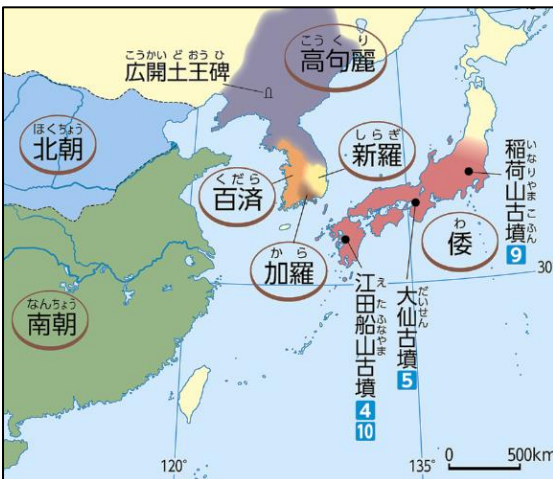 こうくり
高句麗
こうかいどおうひ
広開土王碑
ほくちょう
北朝
しらぎ
新羅
くだら
百済
わ
倭
から
加羅
なんちょう
南朝
いなりやまこふん
稲荷山古墳
9
だいせん
大仙古墳
5
えたふなやま
江田船山古墳
4
10
30
0 500km
120°
135°